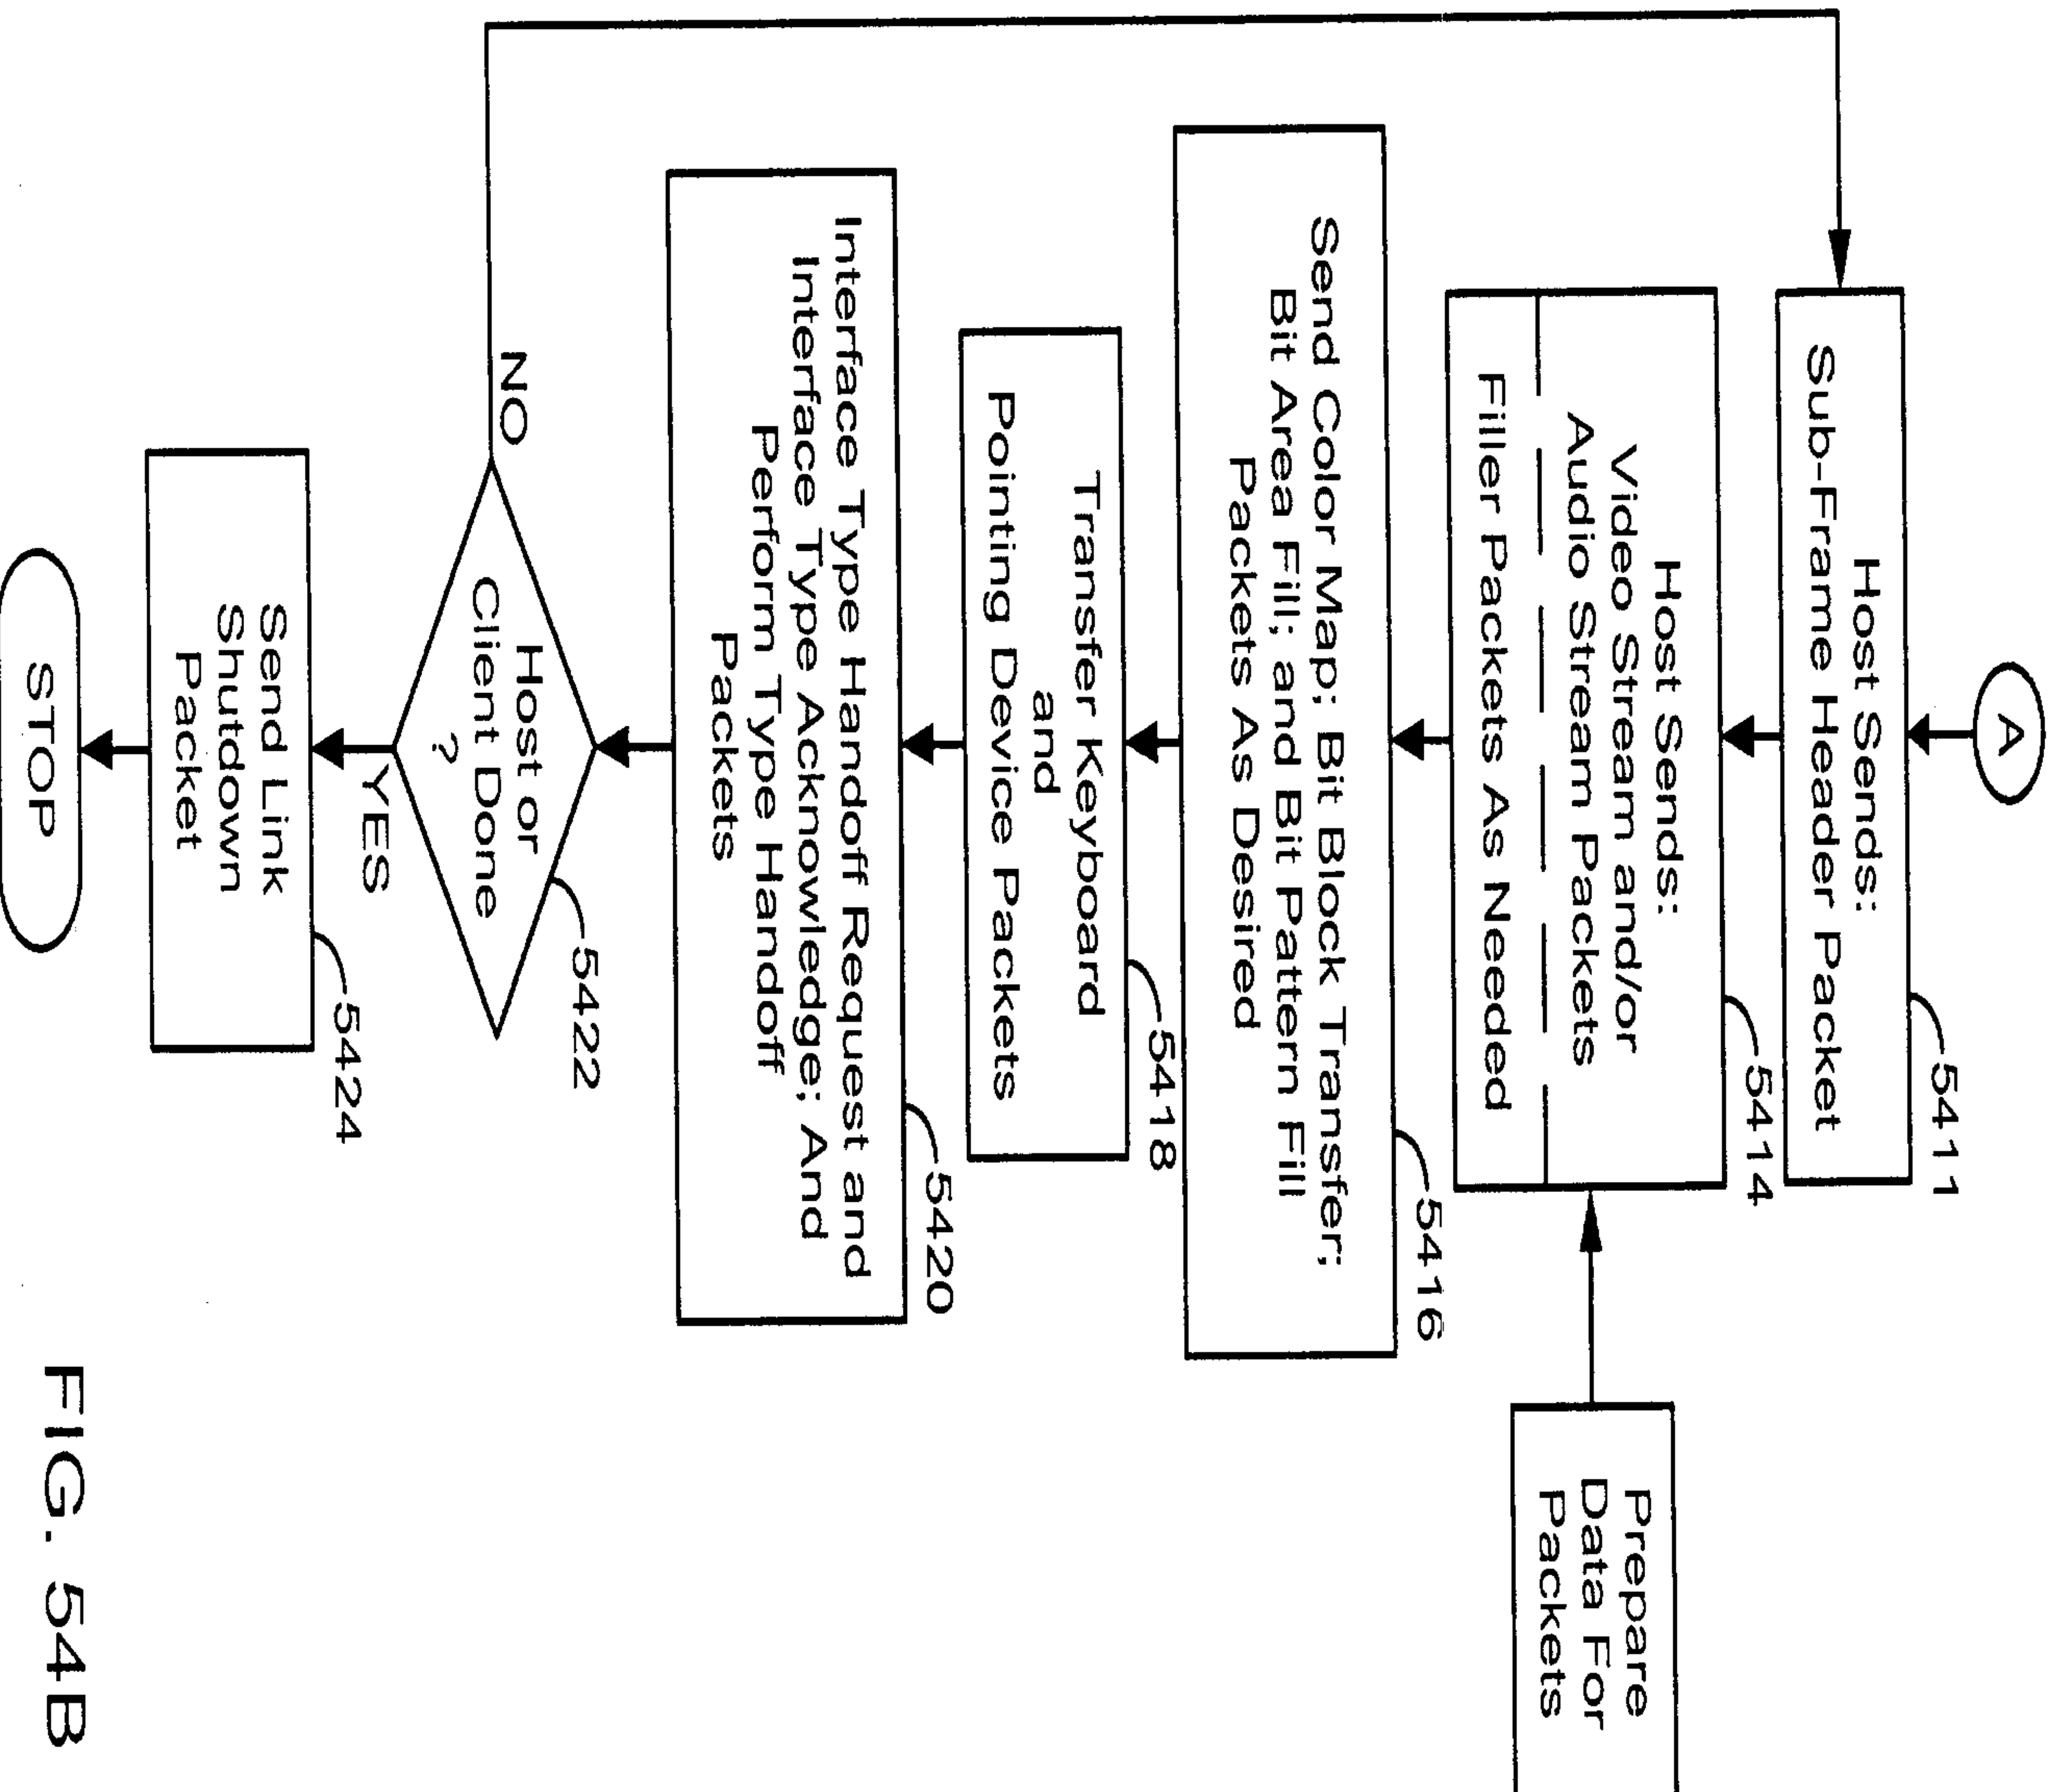 A
Host Sends:
Sub-Frame Header Packet
5411
Host Sends:
Video Stream and/or
Audio Stream Packets
Filler Packets As Needed
5414
Prepare
Data For
Packets
Send Color Map; Bit Block Transfer;
Bit Area Fill; and Bit Pattern Fill
Packets As Desired
5416
Transfer Keyboard
and
Pointing Device Packets
5418
Interface Type Handoff Request and
Interface Type Acknowledge; And
Perform Type Handoff
Packets
5420
Host or
Client Done
?
5422
NO
YES
Send Link
Shutdown
Packet
5424
STOP
FIG. 54B